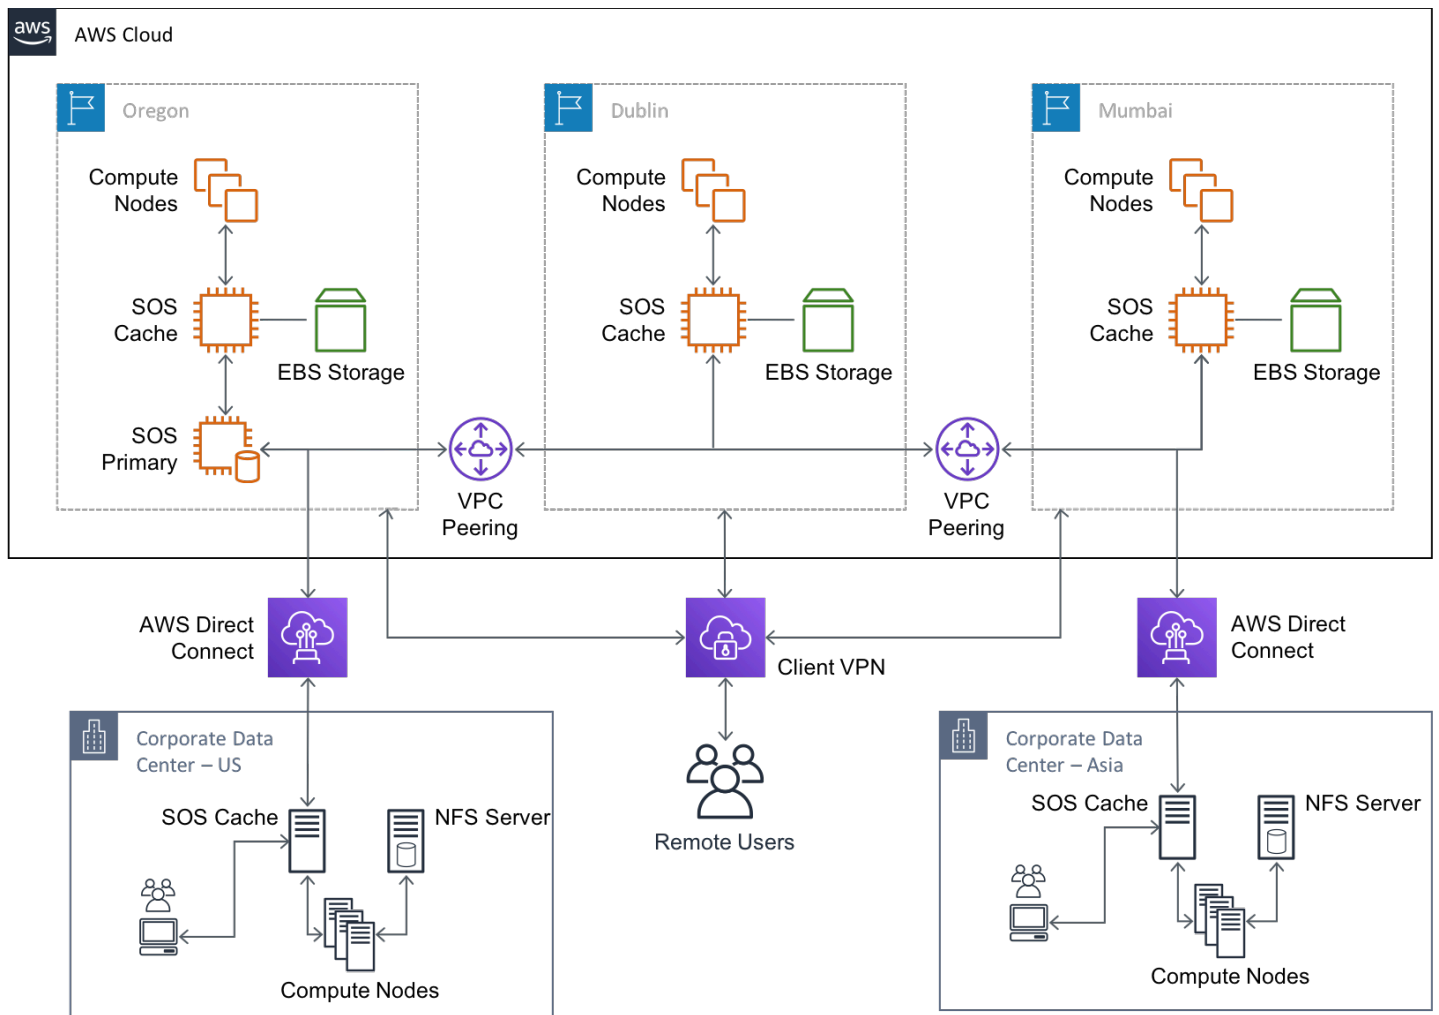 aws
AWS Cloud
Oregon
Dublin
Mumbai
Compute
Nodes
Compute
Nodes
Compute
Nodes
SOS
Cache
SOS
Cache
SOS
Cache
EBS Storage
EBS Storage
EBS Storage
SOS
Primary
VPC
Peering
VPC
Peering
AWS Direct
Connect
Client VPN
AWS Direct
Connect
Corporate Data
Center – US
Corporate Data
Center – Asia
SOS Cache
NFS Server
Remote Users
SOS Cache
NFS Server
Compute Nodes
Compute Nodes